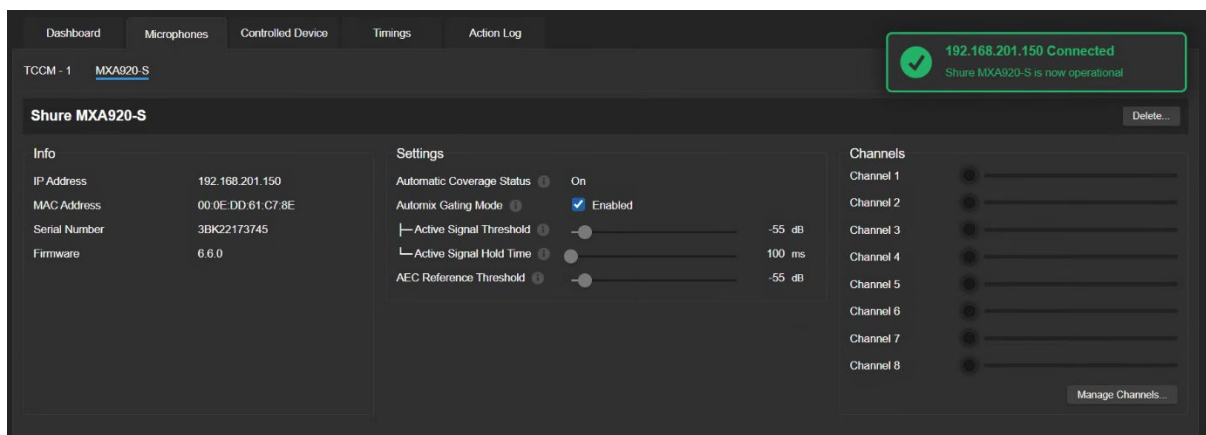 Dashboard Microphones Controlled Device Timings Action Log
192.168.201.150 Connected
Shure MXA920-S is now operational
TCCM - 1 MXA920-S
Shure MXA920-S Delete...
Info
IP Address 192.168.201.150
MAC Address 00:0E:DD:61:C7:8E
Serial Number 3BK22173745
Firmware 6.6.0
Settings
Automatic Coverage Status On
Automix Gating Mode Enabled
Active Signal Threshold -55 dB
Active Signal Hold Time 100 ms
AEC Reference Threshold -55 dB
Channels
Channel 1
Channel 2
Channel 3
Channel 4
Channel 5
Channel 6
Channel 7
Channel 8
Manage Channels...